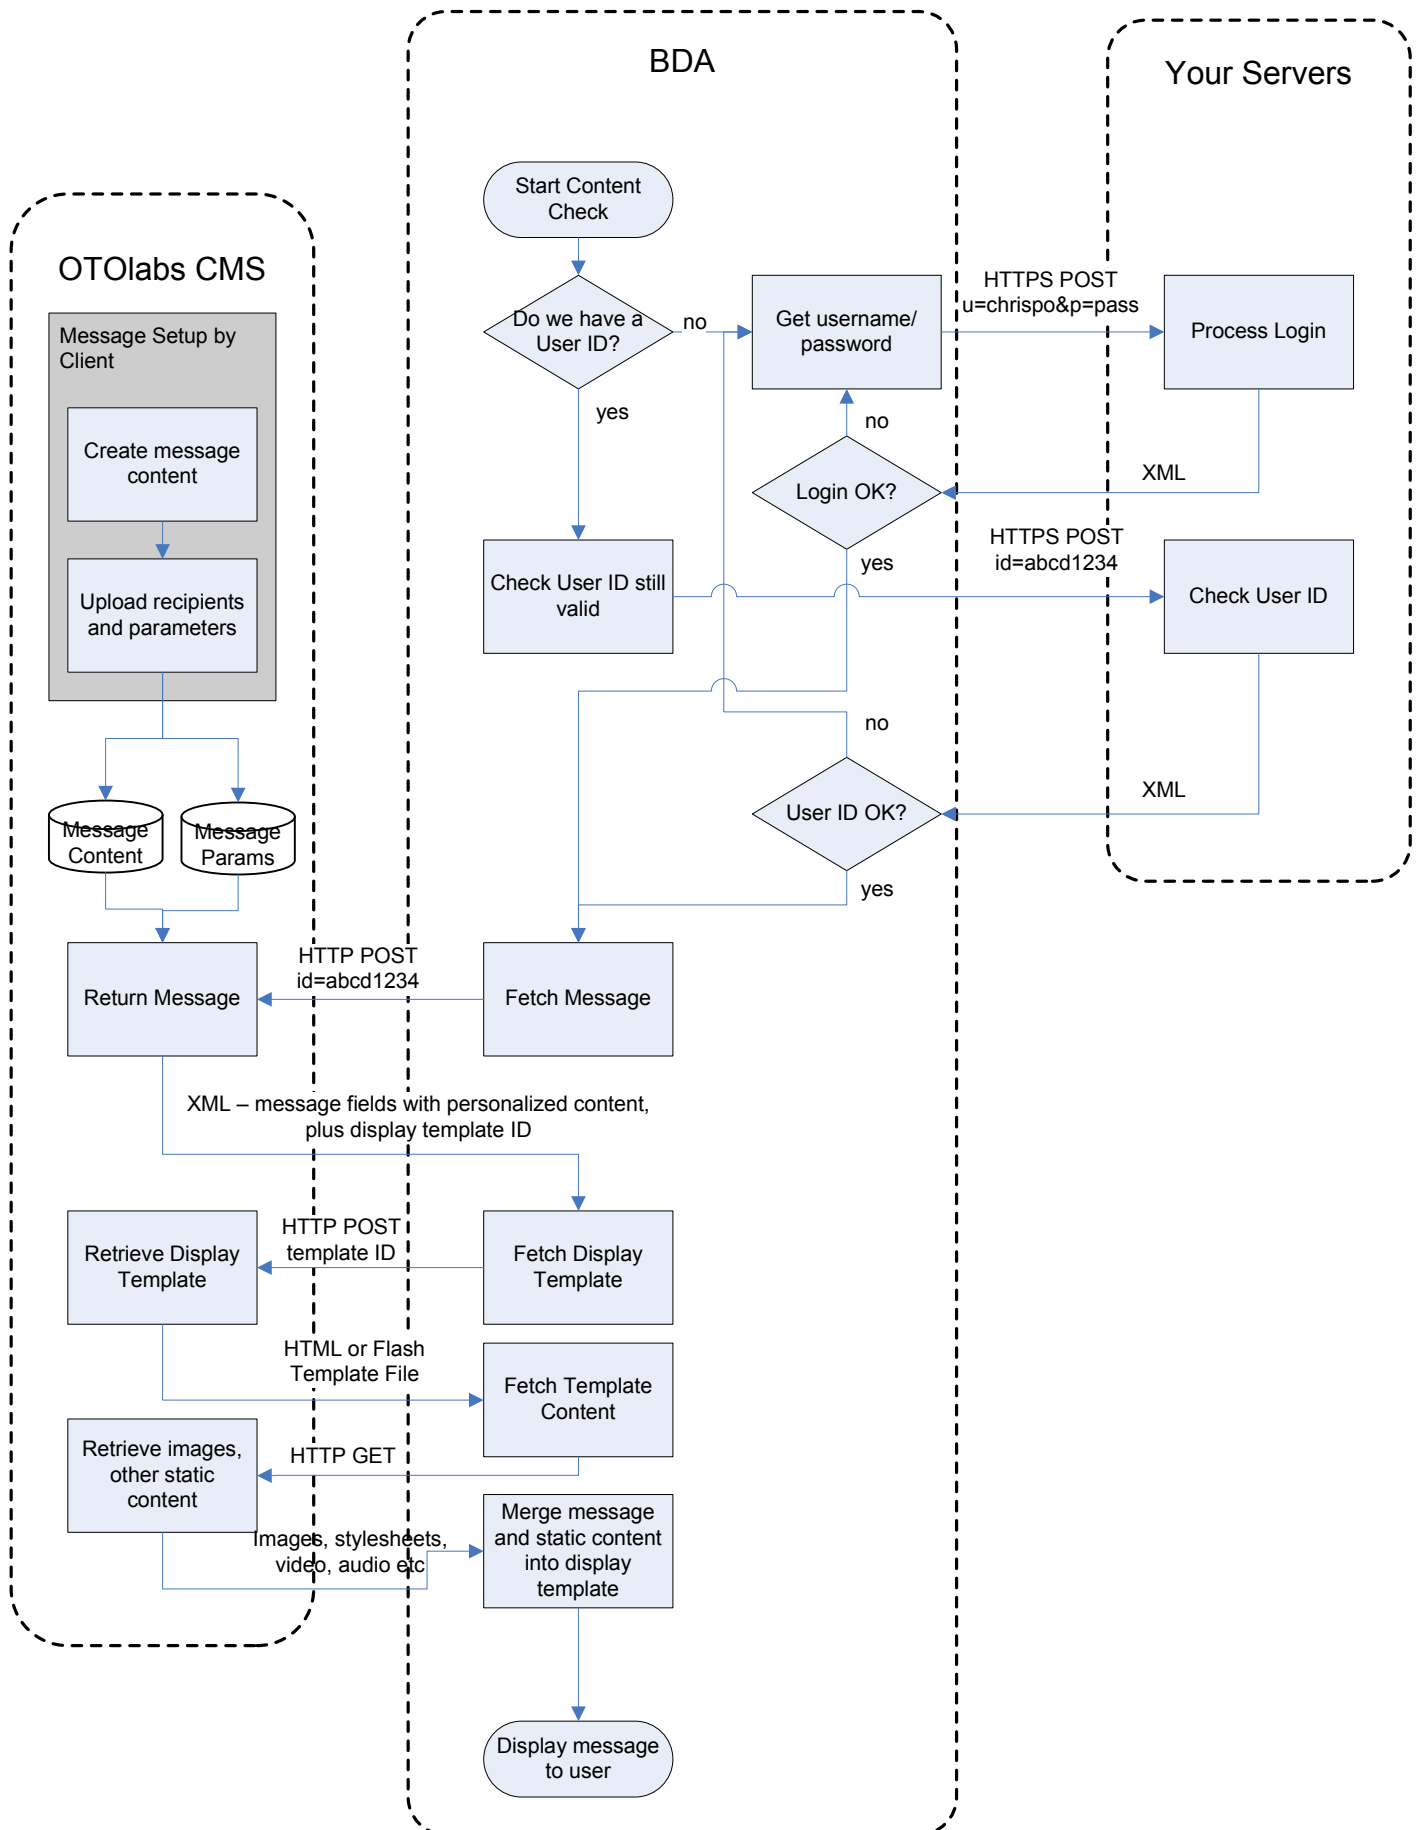 BDA
Your Servers
OTOlabs CMS
Start Content
Check
Message Setup by
Client
Do we have a
User ID?
no
Get username/
password
HTTPS POST
u=chrispo&p=pass
Process Login
yes
no
Create message
content
Login OK?
XML
yes
HTTPS POST
id=abcd1234
Upload recipients
and parameters
Check User ID still
valid
Check User ID
no
User ID OK?
XML
yes
Message
Content
Message
Params
Return Message
HTTP POST
id=abcd1234
Fetch Message
XML – message fields with personalized content,
plus display template ID
Retrieve Display
Template
HTTP POST
template ID
Fetch Display
Template
HTML or Flash
Template File
Fetch Template
Content
Retrieve images,
other static
content
HTTP GET
Images, stylesheets,
video, audio etc
Merge message
and static content
into display
template
Display message
to user